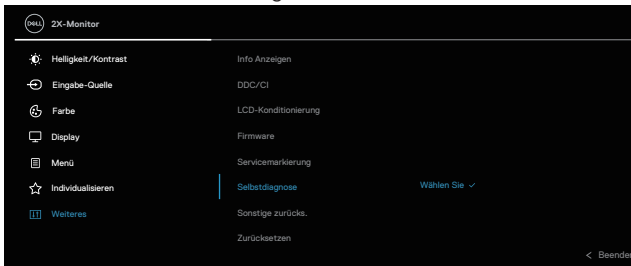 DELL 2X-Monitor
Helligkeit/Kontrast
Info Anzeigen
Eingabe-Quelle
DDC/CI
Farbe
LCD-Konditionierung
Display
Firmware
Menü
Servicemarkierung
Individualisieren
Selbstdiagnose
Wählen Sie
Weiteres
Sonstige zurücks.
Zurücksetzen
Beenden